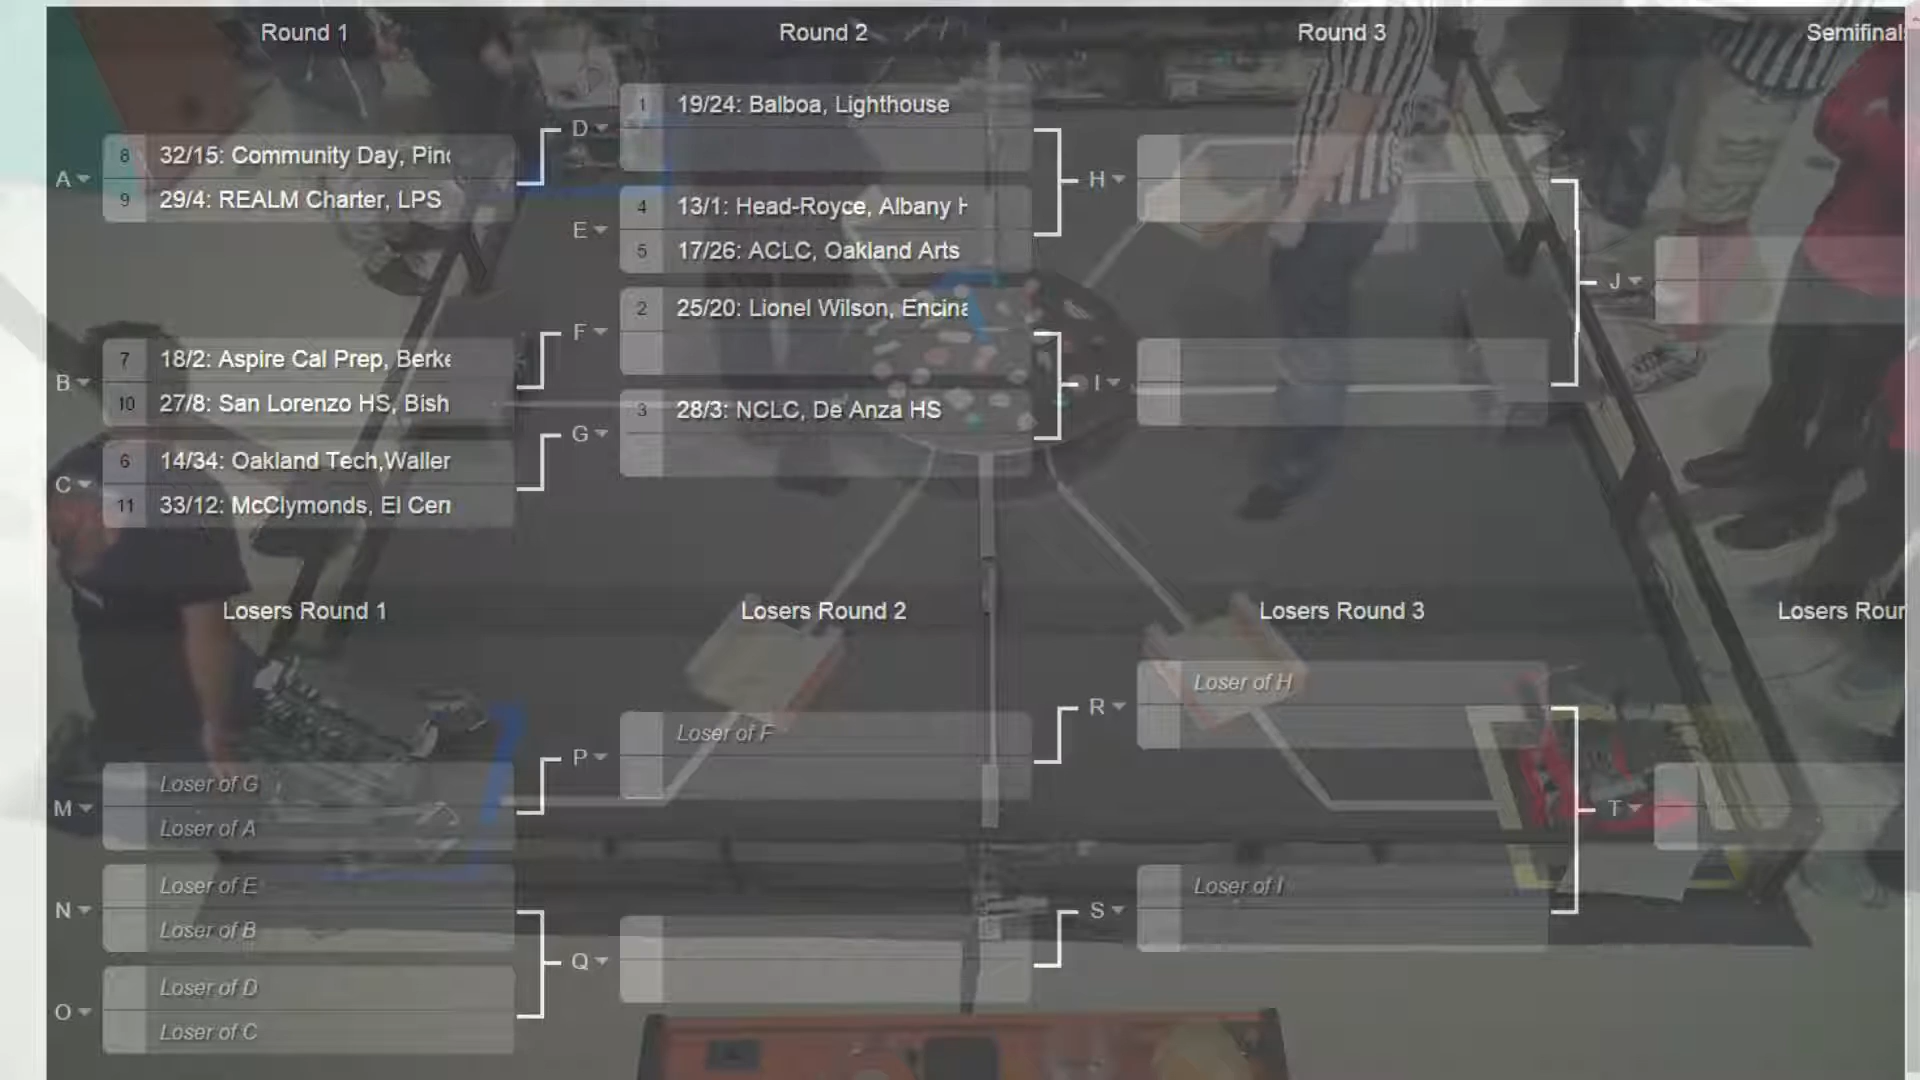 Round 1
Round 2
Round 3
Semifinals
1 19/24: Balboa, Lighthouse
D
8 32/15: Community Day, Pin
A
9 29/4: REALM Charter, LPS
H
4 13/1: Head-Royce, Albany H
E
5 17/26: ACLC, Oakland Arts
J
2 25/20: Lionel Wilson, Encina
F
7 18/2: Aspire Cal Prep, Berke
B
10 27/8: San Lorenzo HS, Bish
I
3 28/3: NCLC, De Anza HS
G
6 14/34: Oakland Tech,Waller
C
11 33/12: McClymonds, El Cerr
Losers Round 1
Losers Round 2
Losers Round 3
Losers Roun
Loser of H
R
Loser of F
P
Loser of G
M
Loser of A
T
Loser of E
N
Loser of B
Loser of I
S
Q
Loser of D
O
Loser of C